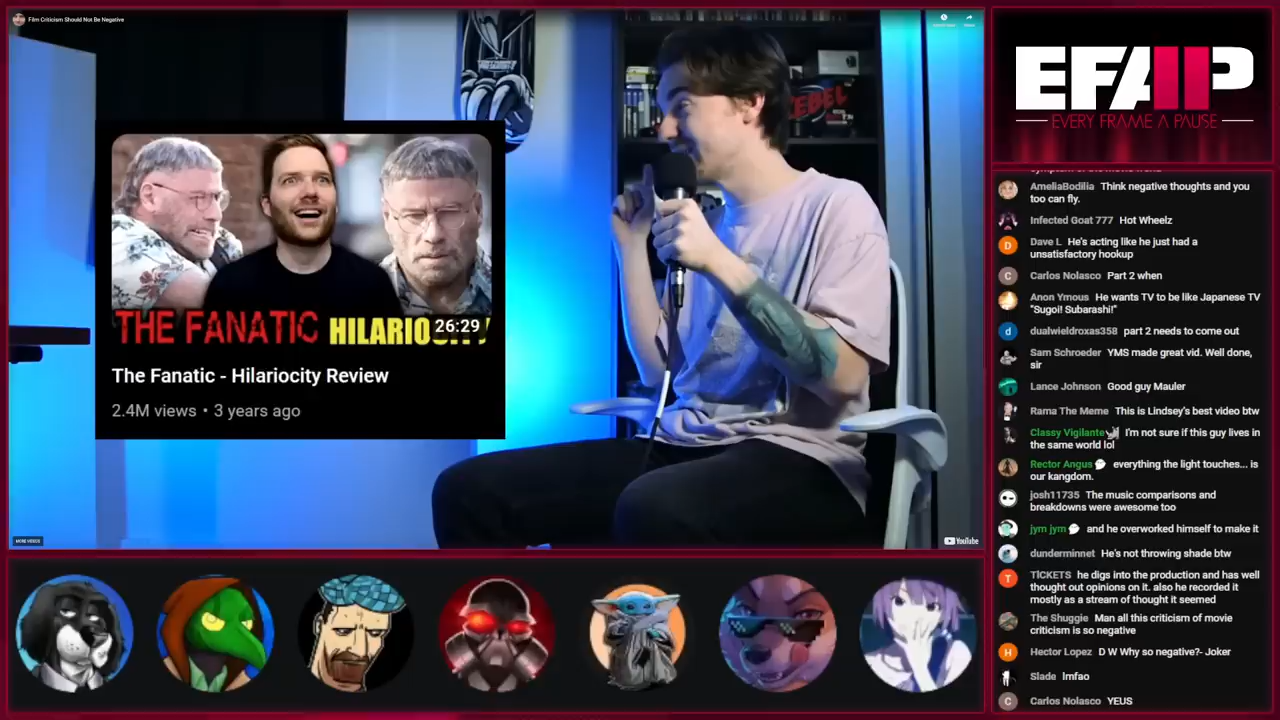 Film Criticism Should Not Be Negative
REBEL
THE FANATIC HILARIO
26:29
The Fanatic - Hilariocity Review
2.4M views • 3 years ago
MORE VIDEOS
YouTube
EFAP
EVERY FRAME A PAUSE
AmeliaBodilia Think negative thoughts and you
too can fly.
Infected Goat 777 Hot Wheelz
Dave L He's acting like he just had a
unsatisfactory hookup
Carlos Nolasco Part 2 when
Anon Ymous He wants TV to be like Japanese TV
"Sugoi! Subarashi!"
dualwieldroxas358 part 2 needs to come out
Sam Schroeder YMS made great vid. Well done,
sir
Lance Johnson Good guy Mauler
Rama The Meme This is Lindsey's best video btw
Classy Vigilante I'm not sure if this guy lives in
the same world lol
Rector Angus everything the light touches... is
our kangdom.
josh11735 The music comparisons and
breakdowns were awesome too
jym jym and he overworked himself to make it
dunderminnet He's not throwing shade btw
TICKETS he digs into the production and has well
thought out opinions on it. also he recorded it
mostly as a stream of thought it seemed
The Shuggie Man all this criticism of movie
criticism is so negative
Hector Lopez D W Why so negative?- Joker
Slade lmfao
Carlos Nolasco YEUS